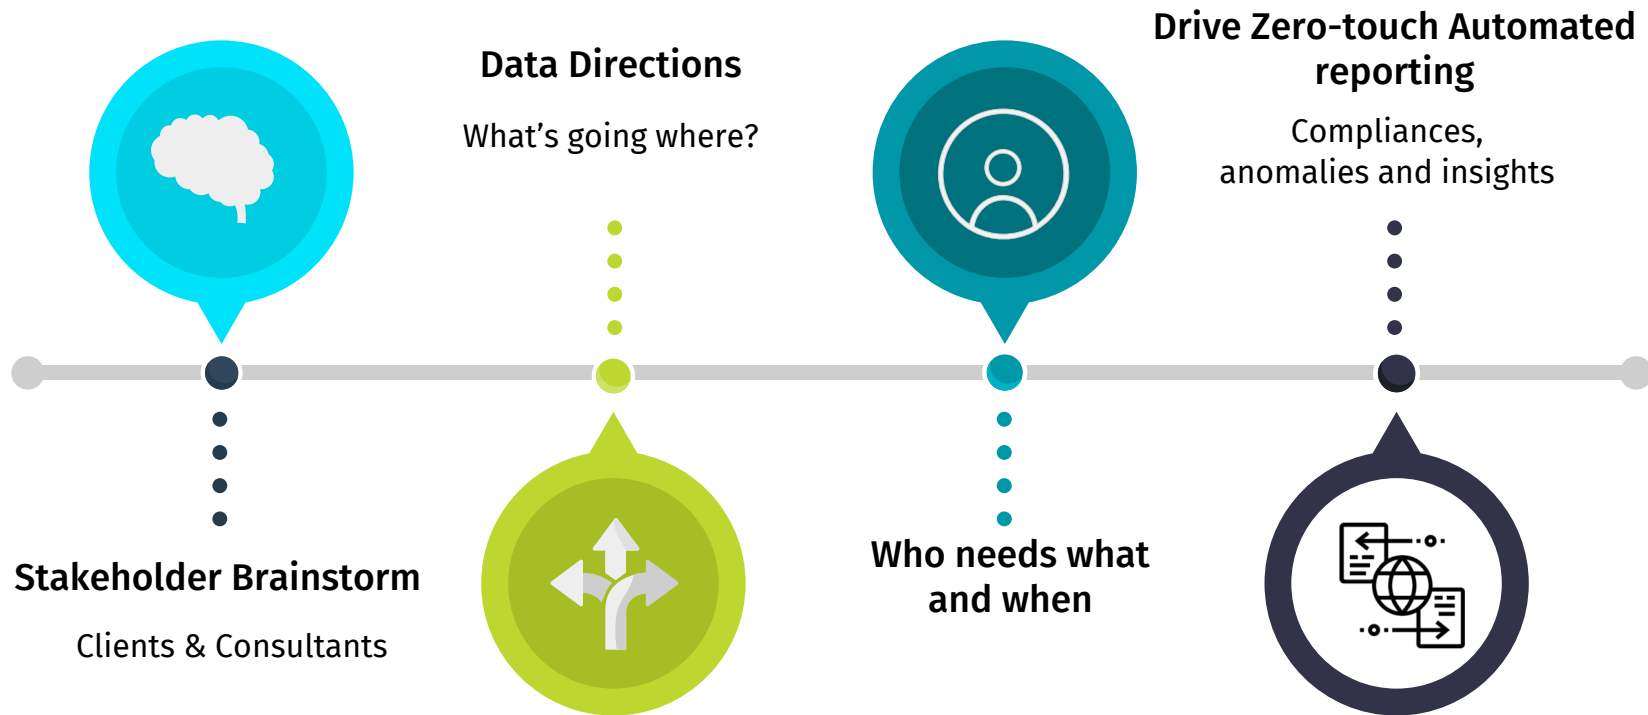 Stakeholder Brainstorm
Clients & Consultants
Data Directions
What’s going where?
Who needs what
and when
Drive Zero-touch Automated
reporting
Compliances,
anomalies and insights